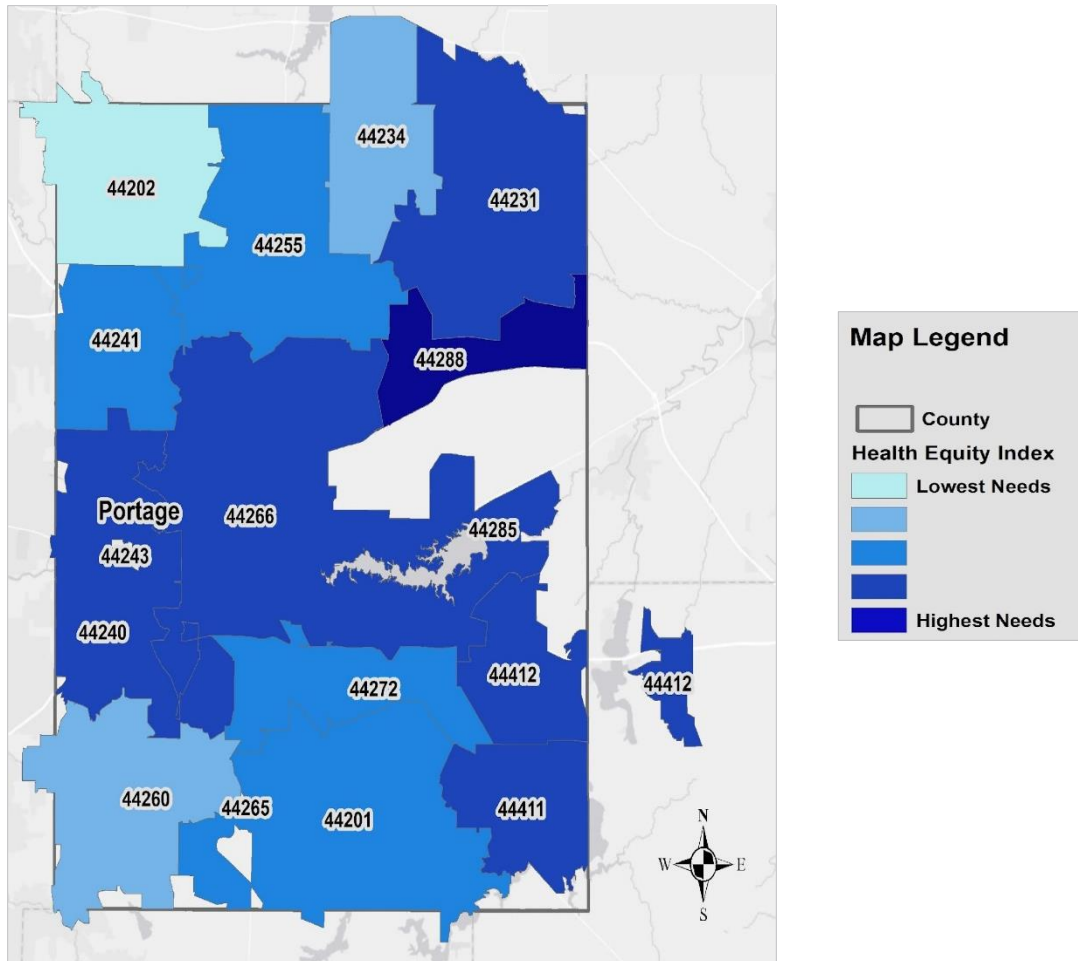 44234
44202
44231
44255
44241
44288
Portage
44266
44285
44243
44240
44412
44272
44412
44260
44265
44201
44411
N
W E
S
Map Legend
County
Health Equity Index
Lowest Needs
Highest Needs